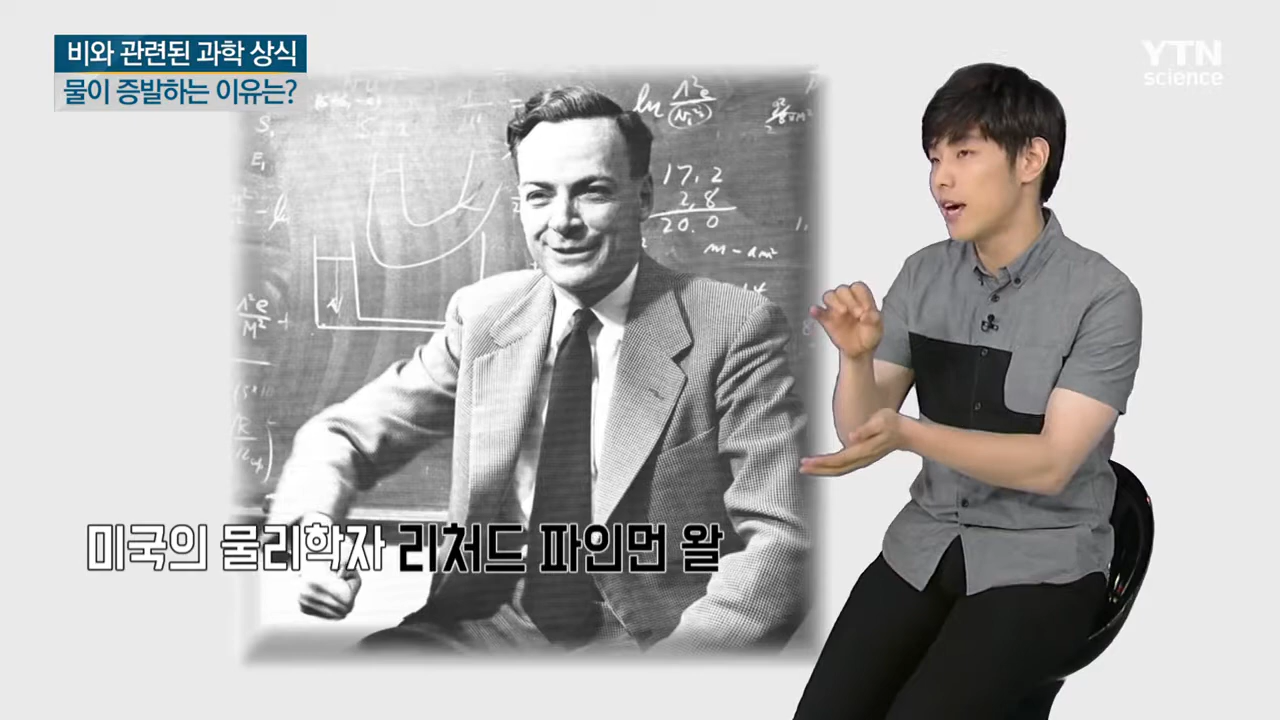 비와 관련된 과학 상식
물이 증발하는 이유는?
YTN
science
17.2
2.8
20.0
미국의 물리학자 리처드 파인먼 왈